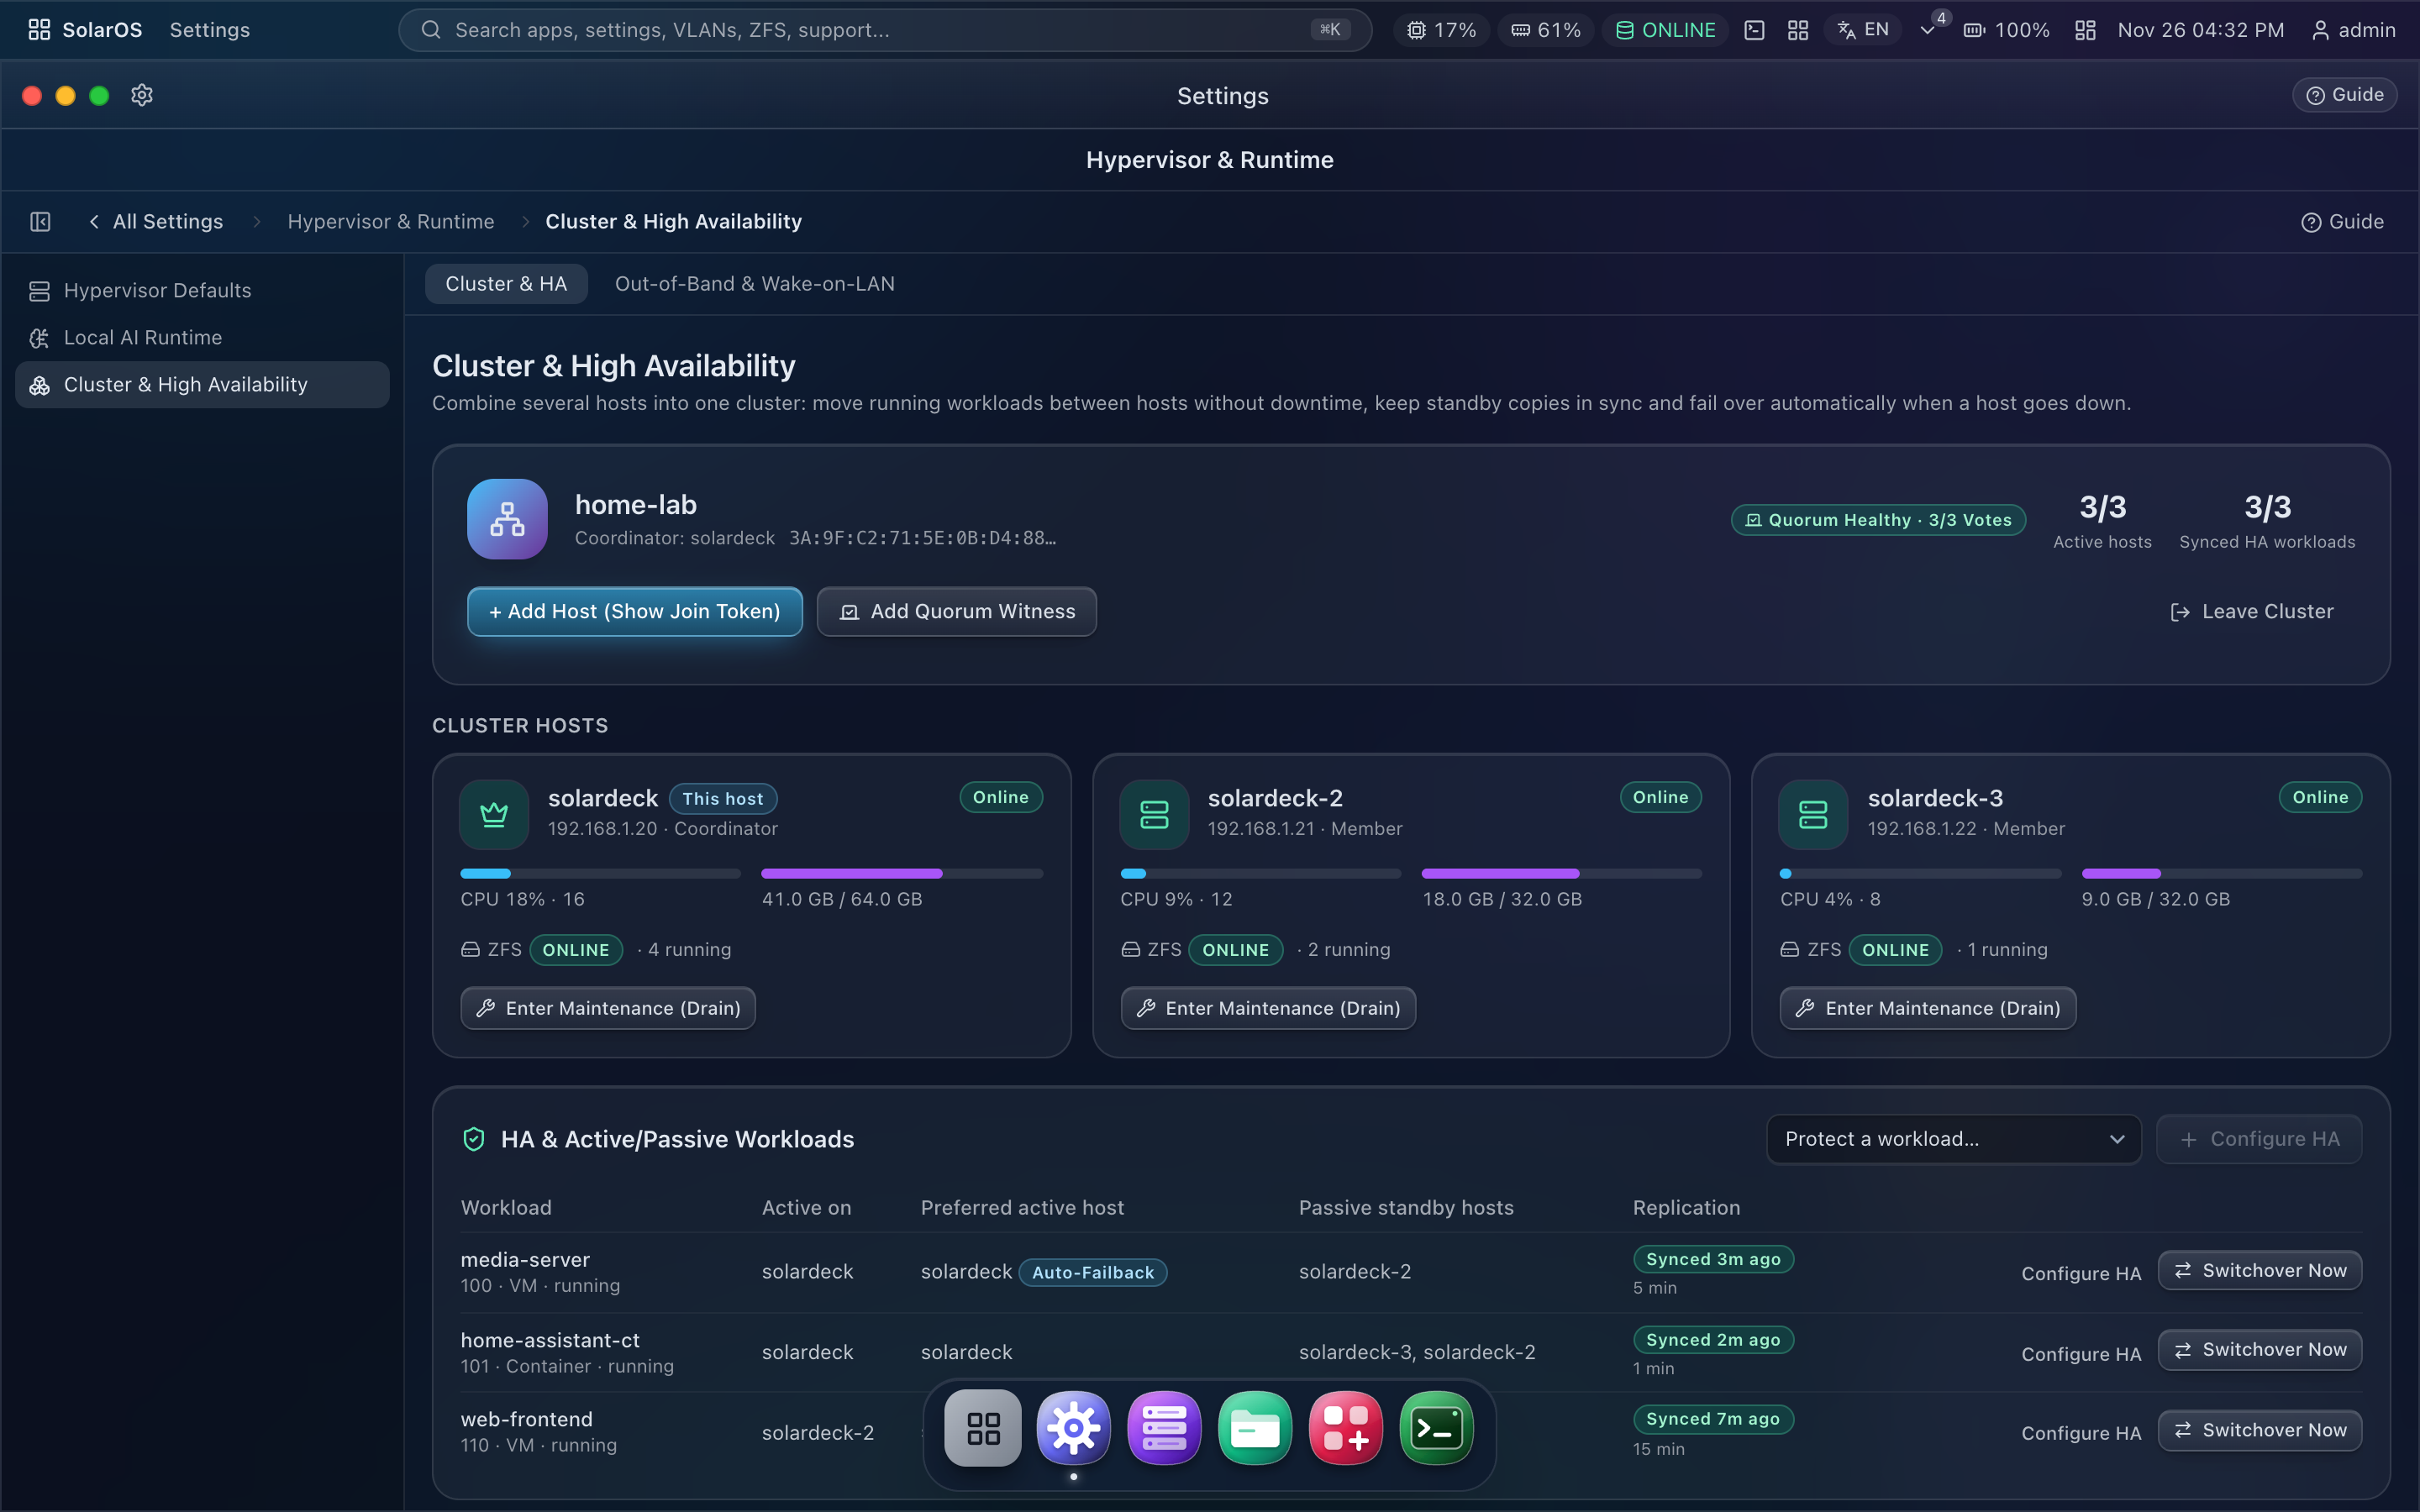 SolarOS Settings Search apps, settings, VLANs, ZFS, support... ⌘K 17% 61% ONLINE EN 4 100% Nov 26 04:32 PM admin
Settings Guide
Hypervisor & Runtime
All Settings Hypervisor & Runtime Cluster & High Availability Guide
Hypervisor Defaults
Local AI Runtime
Cluster & High Availability
Cluster & HA Out-of-Band & Wake-on-LAN
Cluster & High Availability
Combine several hosts into one cluster: move running workloads between hosts without downtime, keep standby copies in sync and fail over automatically when a host goes down.
home-lab
Coordinator: solardeck 3A:9F:C2:71:5E:0B:D4:88…
Quorum Healthy · 3/3 Votes
3/3
Active hosts
3/3
Synced HA workloads
+ Add Host (Show Join Token) Add Quorum Witness Leave Cluster
CLUSTER HOSTS
solardeck This host Online
192.168.1.20 · Coordinator
CPU 18% · 16 41.0 GB / 64.0 GB
ZFS ONLINE · 4 running
Enter Maintenance (Drain)
solardeck-2 Online
192.168.1.21 · Member
CPU 9% · 12 18.0 GB / 32.0 GB
ZFS ONLINE · 2 running
Enter Maintenance (Drain)
solardeck-3 Online
192.168.1.22 · Member
CPU 4% · 8 9.0 GB / 32.0 GB
ZFS ONLINE · 1 running
Enter Maintenance (Drain)
HA & Active/Passive Workloads Protect a workload... + Configure HA
Workload Active on Preferred active host Passive standby hosts Replication
media-server
100 · VM · running
solardeck solardeck Auto-Failback solardeck-2
Synced 3m ago
5 min
Configure HA Switchover Now
home-assistant-ct
101 · Container · running
solardeck solardeck solardeck-3, solardeck-2
Synced 2m ago
1 min
Configure HA Switchover Now
web-frontend
110 · VM · running
solardeck-2
Synced 7m ago
15 min
Configure HA Switchover Now